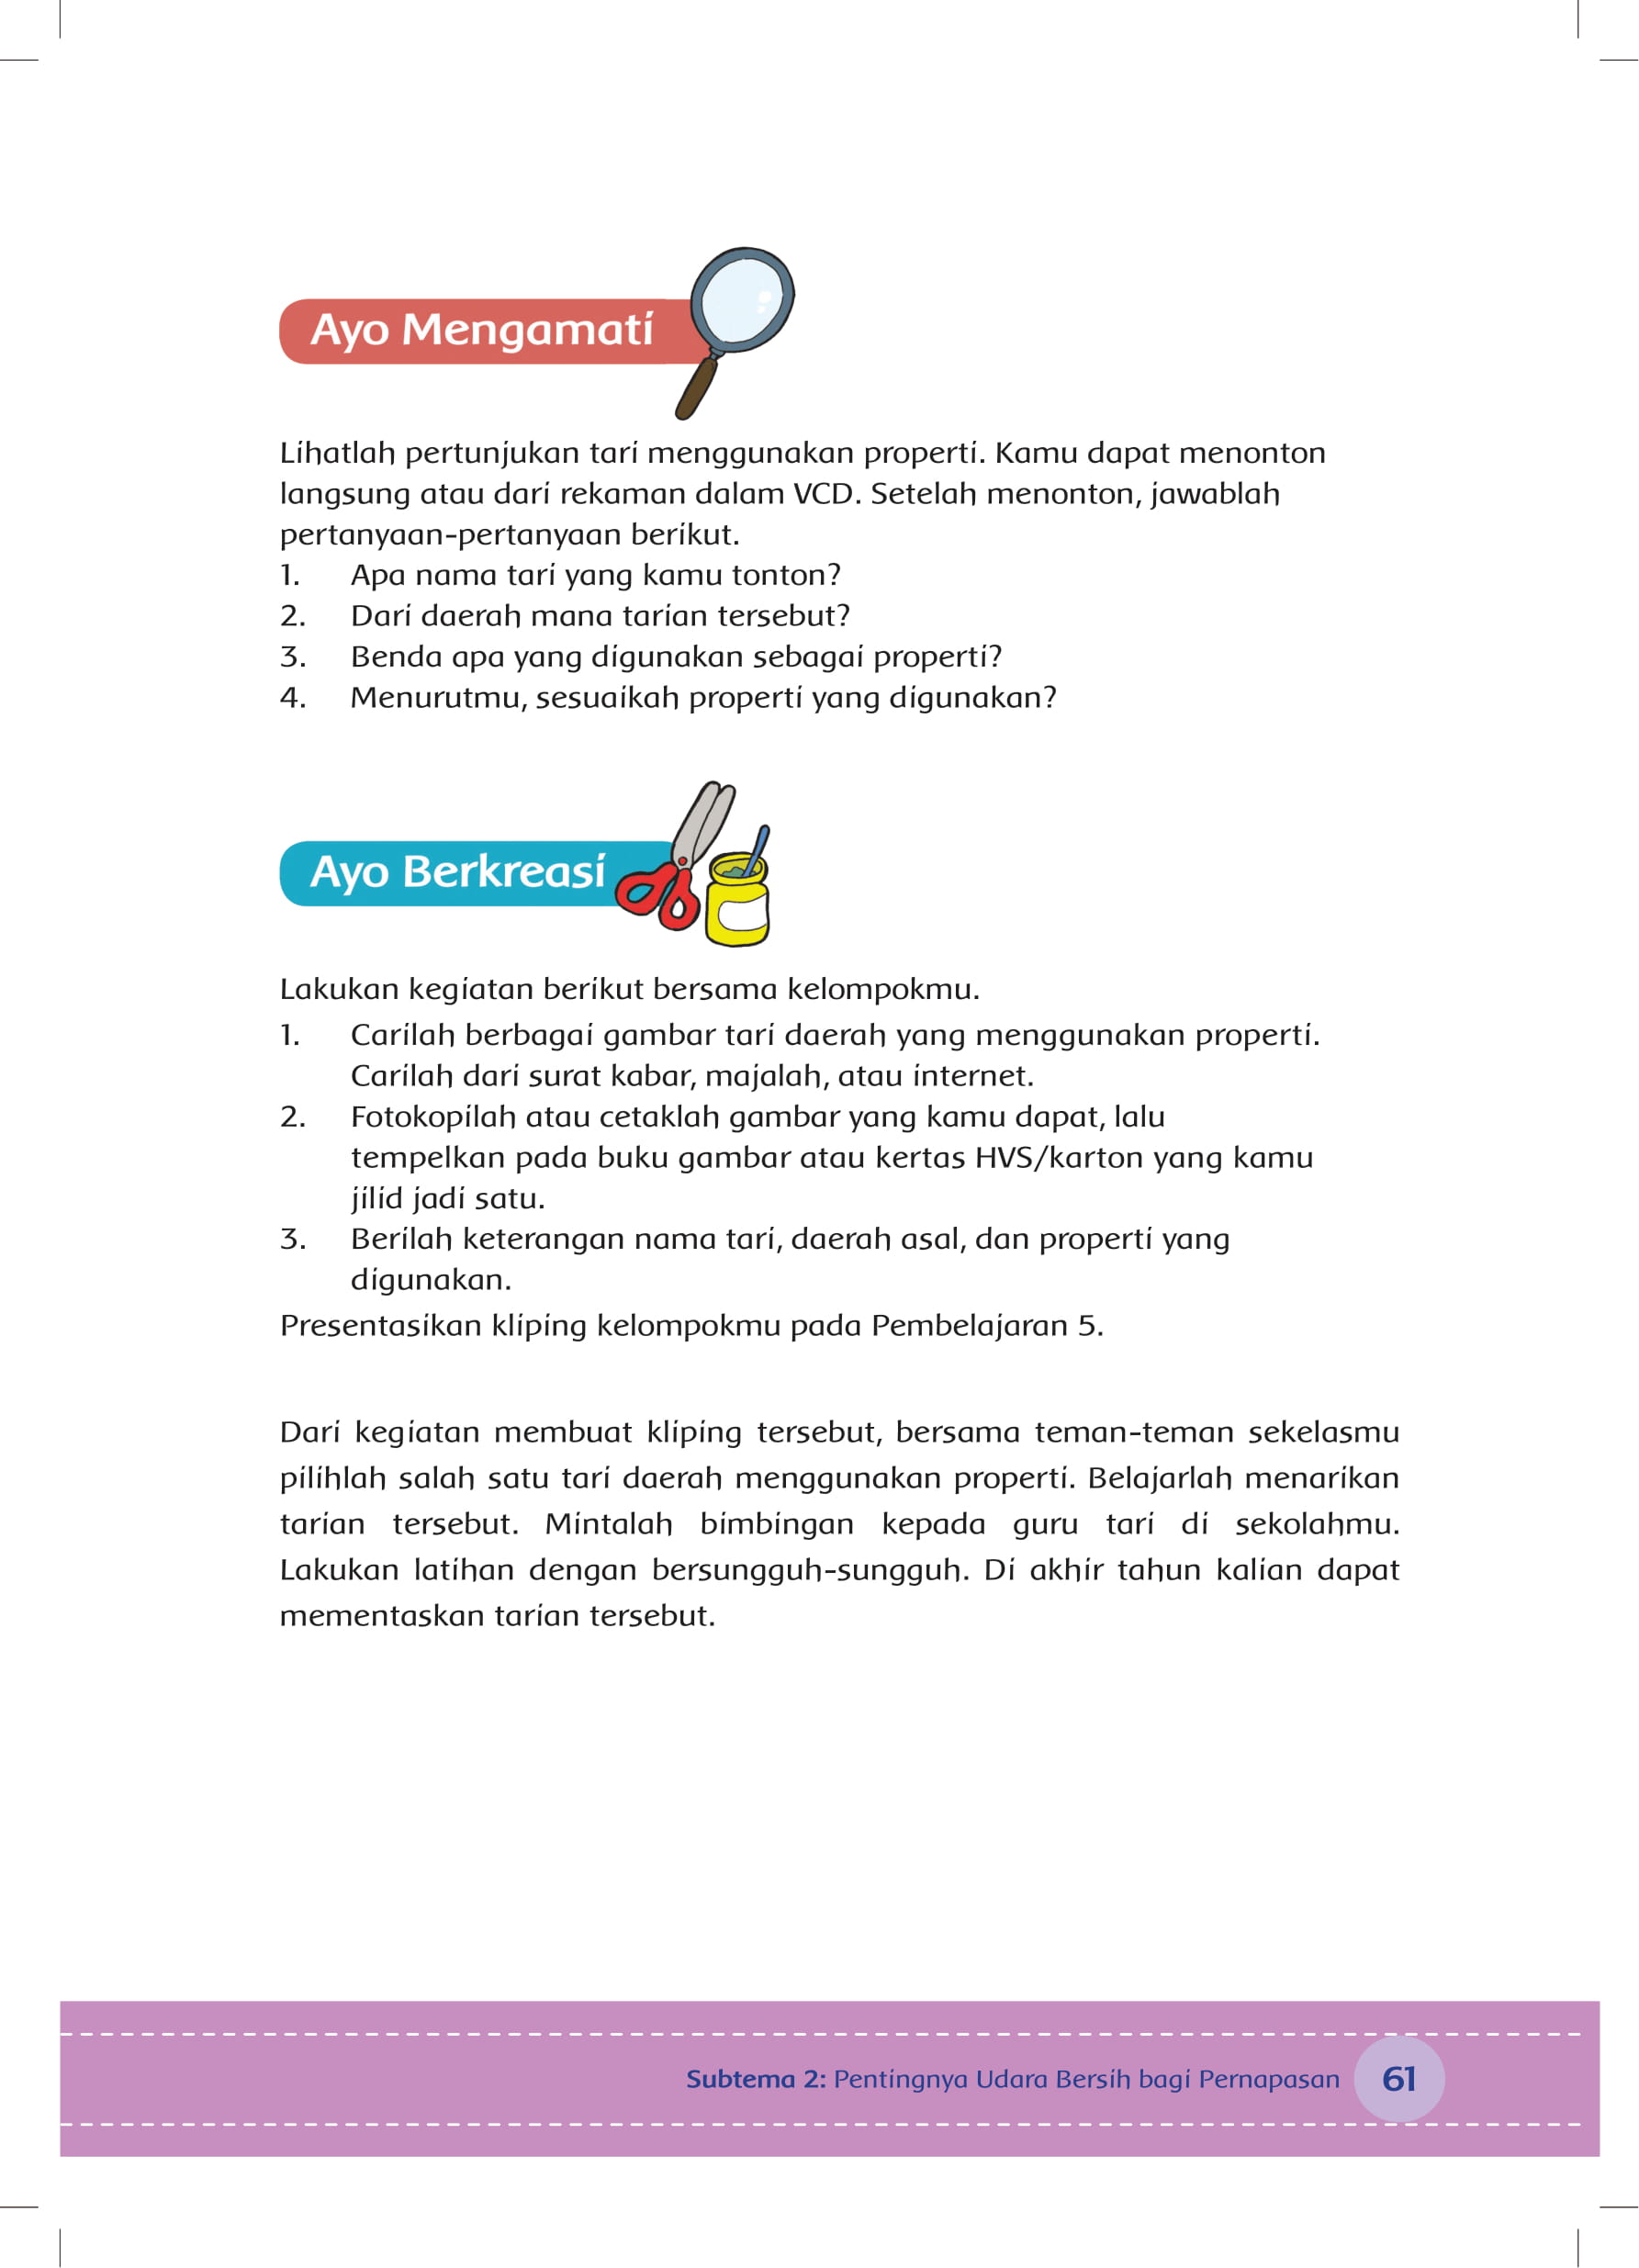 Ayo Mengamati
Lihatlah pertunjukan tari menggunakan properti. Kamu dapat menonton
langsung atau dari rekaman dalam VCD. Setelah menonton, jawablah
pertanyaan-pertanyaan berikut.
1. Apa nama tari yang kamu tonton?
2. Dari daerah mana tarian tersebut?
3. Benda apa yang digunakan sebagai properti?
4. Menurutmu, sesuaikah properti yang digunakan?
Ayo Berkreasi
Lakukan kegiatan berikut bersama kelompokmu.
1. Carilah berbagai gambar tari daerah yang menggunakan properti.
Carilah dari surat kabar, majalah, atau internet.
2. Fotokopilah atau cetaklah gambar yang kamu dapat, lalu
tempelkan pada buku gambar atau kertas HVS/karton yang kamu
jilid jadi satu.
3. Berilah keterangan nama tari, daerah asal, dan properti yang
digunakan.
Presentasikan kliping kelompokmu pada Pembelajaran 5.
Dari kegiatan membuat kliping tersebut, bersama teman-teman sekelasmu
pilihlah salah satu tari daerah menggunakan properti. Belajarlah menarikan
tarian tersebut. Mintalah bimbingan kepada guru tari di sekolahmu.
Lakukan latihan dengan bersungguh-sungguh. Di akhir tahun kalian dapat
mementaskan tarian tersebut.
Subtema 2: Pentingnya Udara Bersih bagi Pernapasan 61